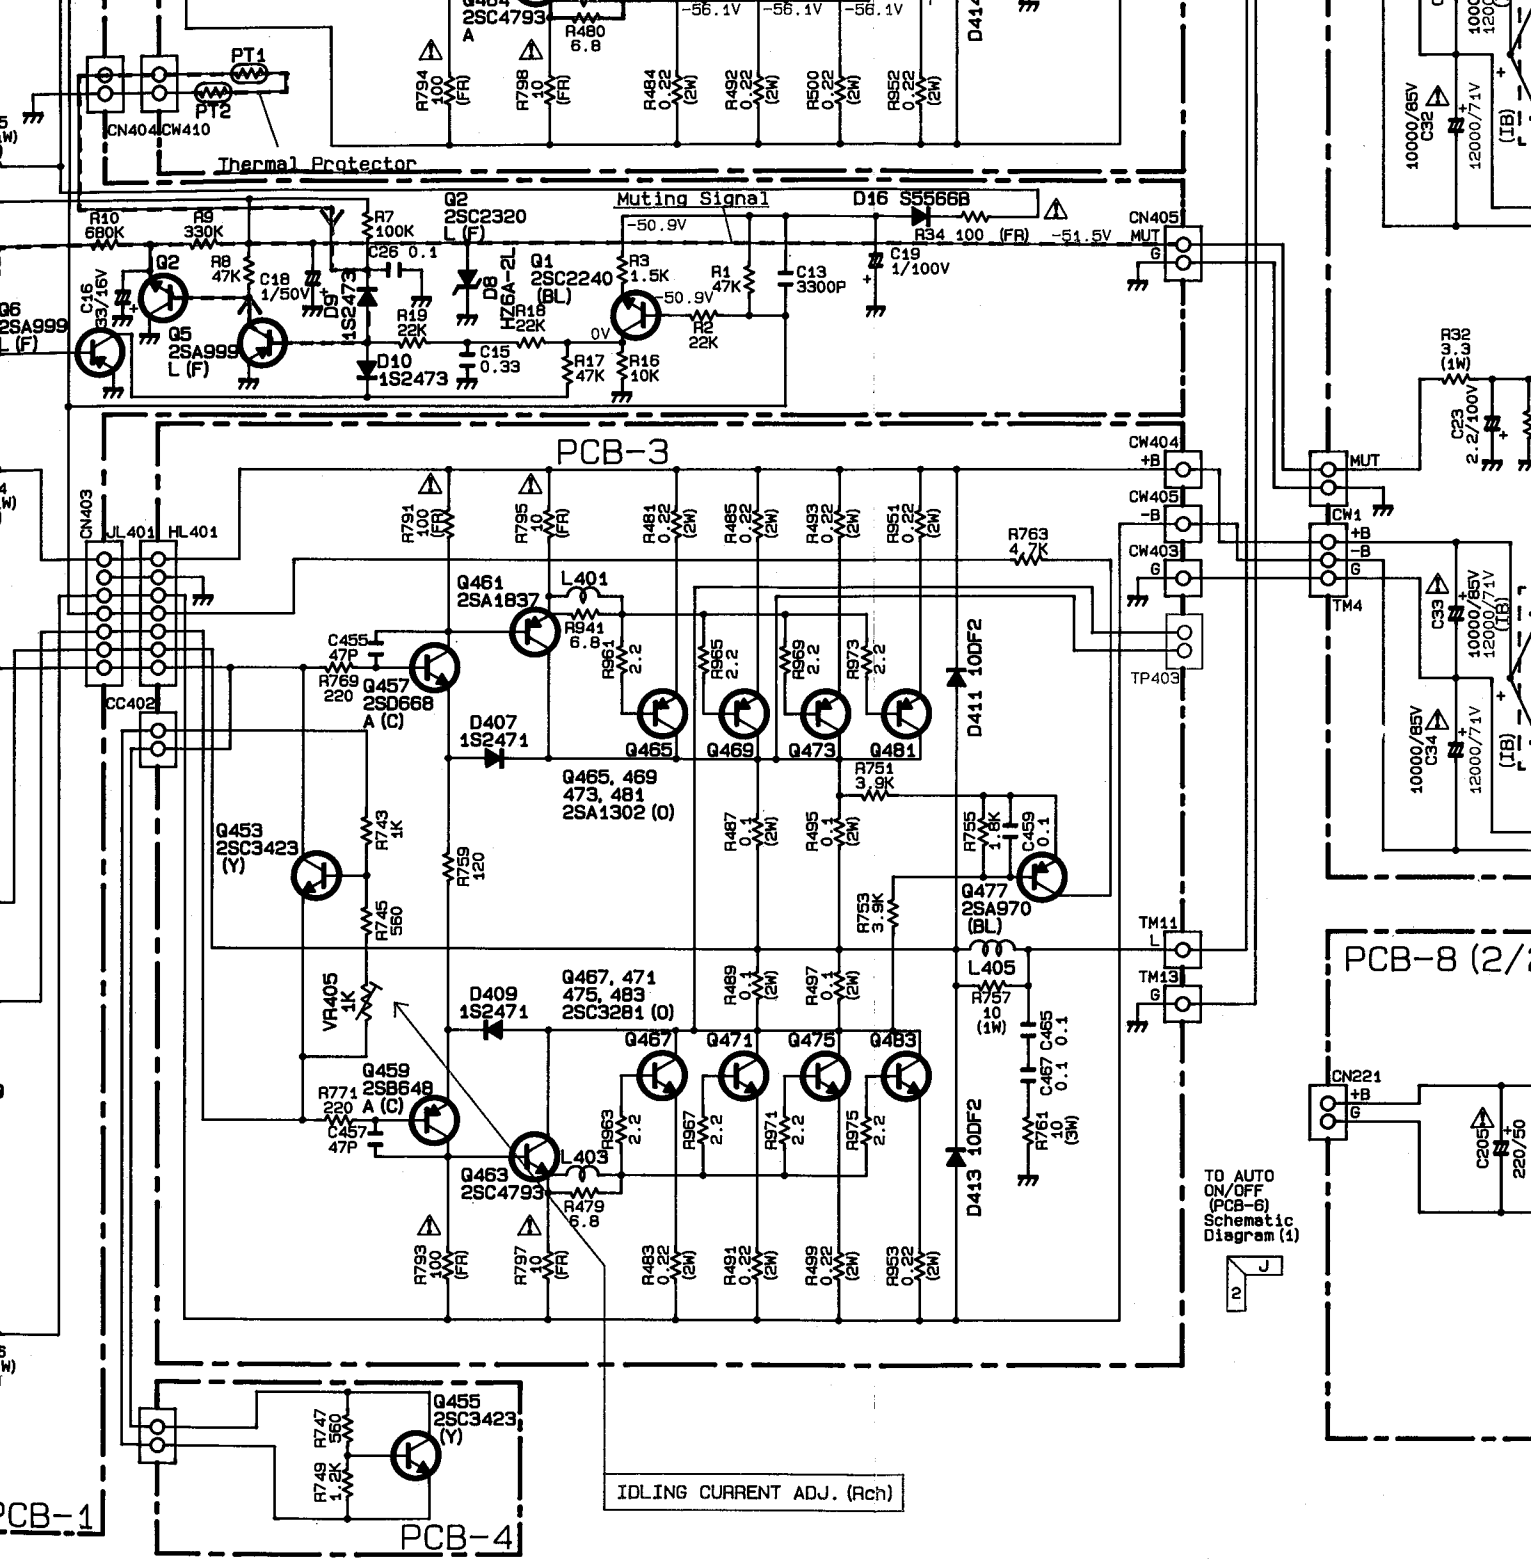 2SC4793
A
R480
6.8
-56.1V
-56.1V
-56.1V
D414
R794
100
(FR)
R798
10
(FR)
R484
0.22
(2W)
R492
0.22
(2W)
R500
0.22
(2W)
R952
0.22
(2W)
PT1
PT2
CN404
CW410
Thermal Protector
10000/85V
C32
12000/71V
(IB)
R10
680K
R9
330K
R7
100K
C26 0.1
Q2
2SC2320
L (F)
Muting Signal
-50.9V
D16 S5566B
R34 100 (FR)
-51.5V
CN405
MUT
G
Q2
R8
47K
C18
1/50V
C16
33/16V
D9
1S2473
D8
HZ6A-2L
Q1
2SC2240
(BL)
R3
1.5K
R1
47K
C13
3300P
C19
1/100V
-50.9V
Q6
2SA999
L (F)
Q5
2SA999
L (F)
R19
22K
R18
22K
0V
R2
22K
D10
1S2473
C15
0.33
R17
47K
R16
10K
R32
3.3
(1W)
C23
2.2/100V
PCB-3
CW404
+B
CW405
-B
CW403
G
MUT
CW1
+B
-B
G
TM4
CN403
JL401
HL401
R791
100
(FR)
R795
10
(FR)
R481
0.22
(2W)
R485
0.22
(2W)
R493
0.22
(2W)
R951
0.22
(2W)
R763
4.7K
Q461
2SA1837
L401
R941
6.8
C455
47P
R769
220
Q457
2SD668
A (C)
R961
2.2
R965
2.2
R969
2.2
R973
2.2
D411 10DF2
TP403
C33
10000/85V
12000/71V
(IB)
CC402
D407
1S2471
Q465
Q469
Q473
Q481
Q465, 469
473, 481
2SA1302 (O)
R751
3.9K
10000/85V
C34
12000/71V
(IB)
Q453
2SC3423
(Y)
R743
1K
R759
120
R487
0.1
(2W)
R495
0.1
(2W)
R755
1.8K
C459
0.1
R745
560
R753
3.9K
Q477
2SA970
(BL)
TM11
L
VR405
1K
D409
1S2471
Q467, 471
475, 483
2SC3281 (O)
R489
0.1
(2W)
R497
0.1
(2W)
L405
R757
10
(1W)
TM13
G
PCB-8 (2/2
Q467
Q471
Q475
Q483
C465
0.1
C467
0.1
Q459
2SB648
A (C)
R771
220
C457
47P
R963
2.2
R967
2.2
R971
2.2
R975
2.2
R761
10
(3W)
CN221
+B
G
Q463
2SC4793
L403
R479
6.8
D413 10DF2
C205
220/50
TO AUTO
ON/OFF
(PCB-6)
Schematic
Diagram (1)
J
2
R793
100
(FR)
R797
10
(FR)
R483
0.22
(2W)
R491
0.22
(2W)
R499
0.22
(2W)
R953
0.22
(2W)
Q455
2SC3423
(Y)
R747
560
R749
1.2K
IDLING CURRENT ADJ. (Rch)
PCB-1
PCB-4